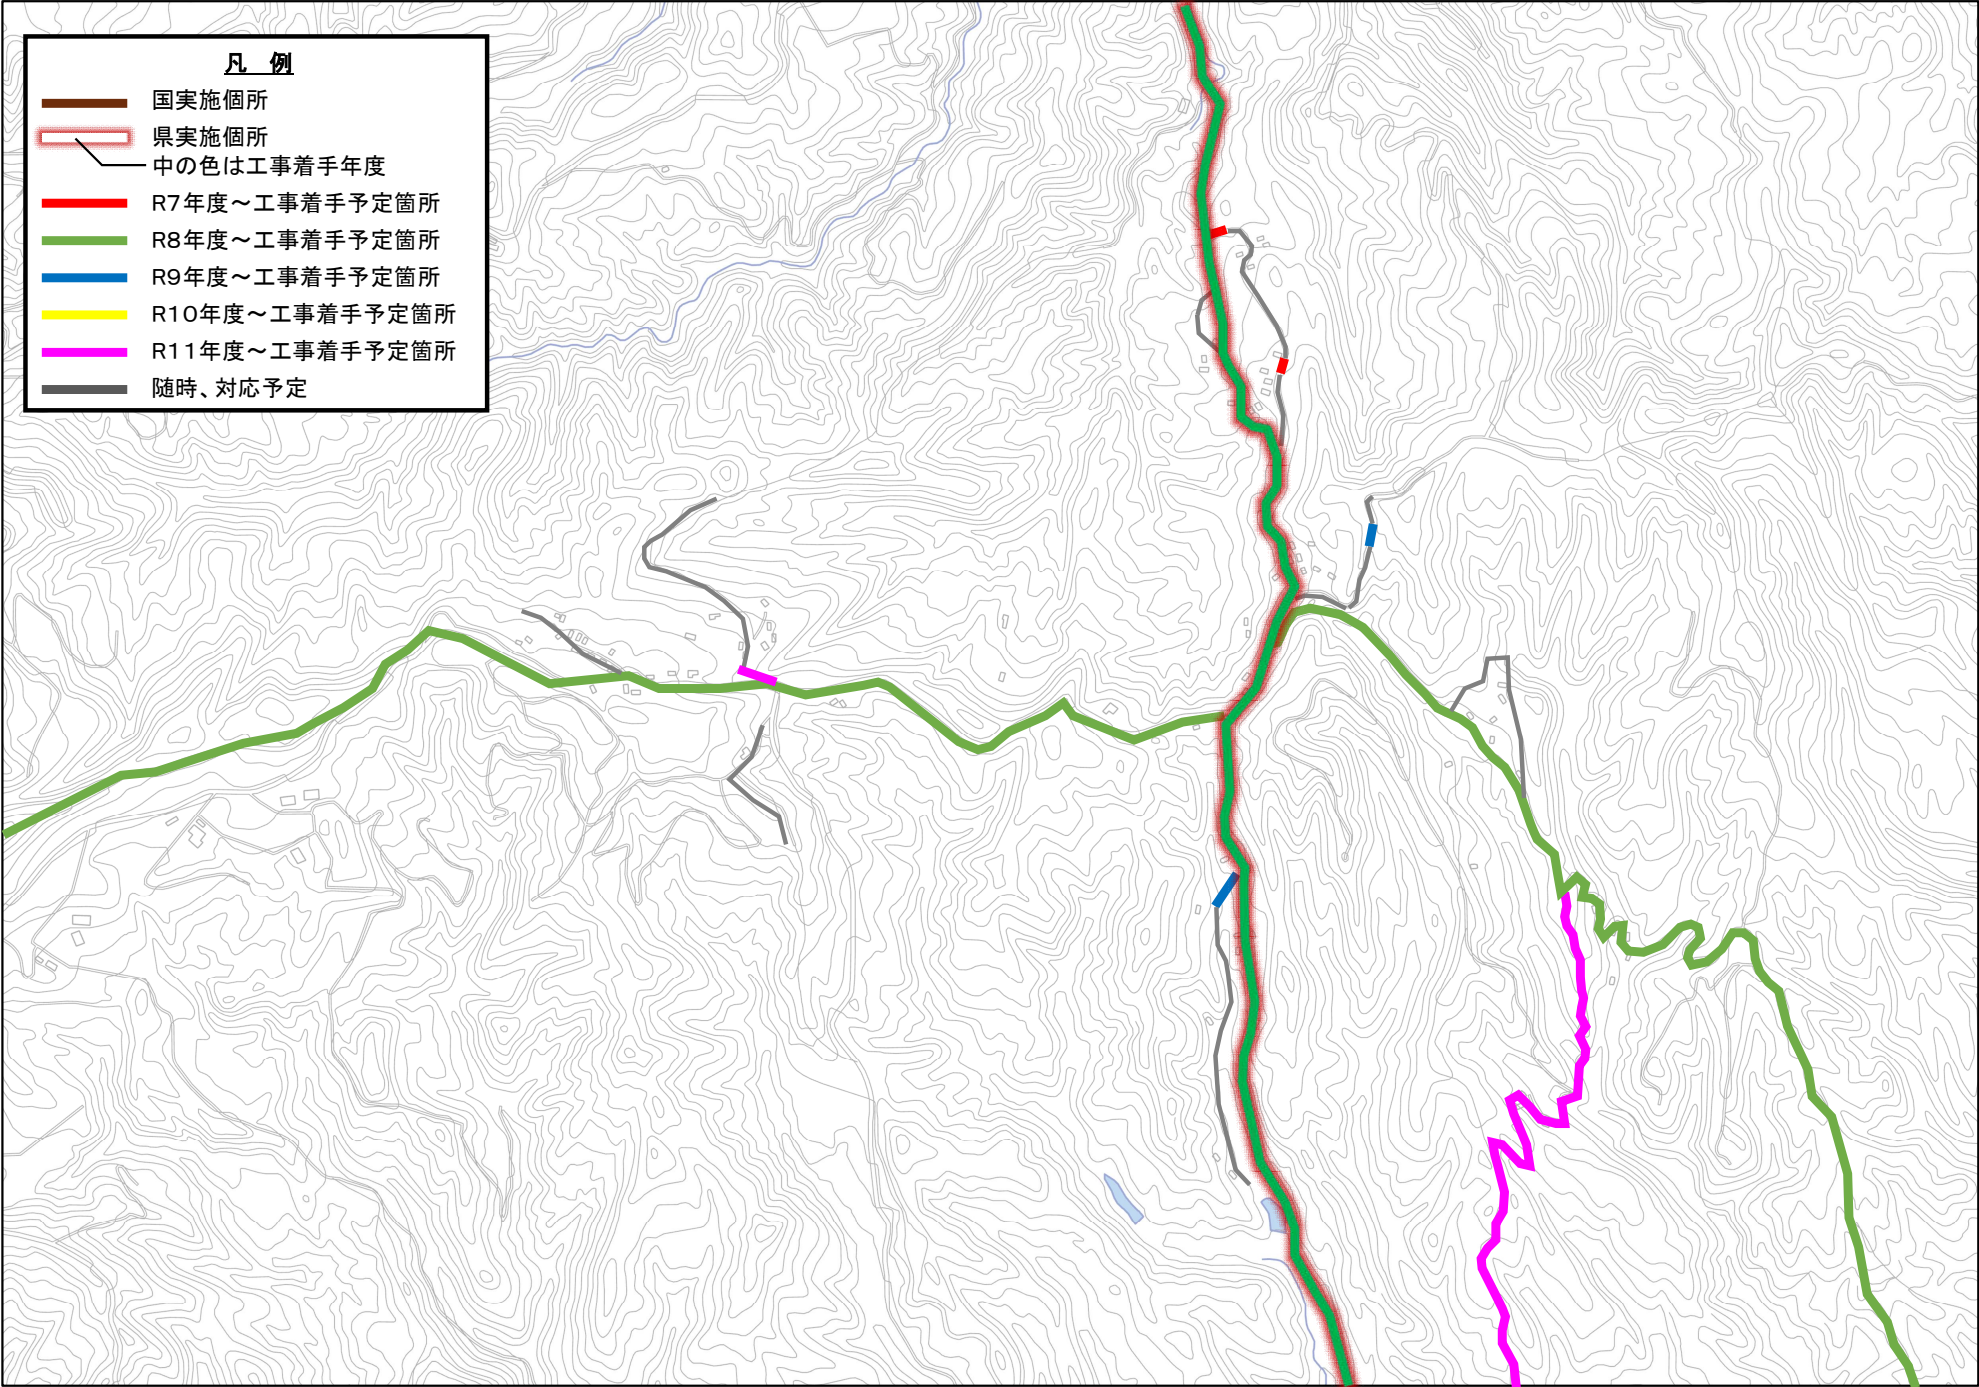 凡 例
国実施個所
県実施個所
中の色は工事着手年度
R7年度～工事着手予定箇所
R8年度～工事着手予定箇所
R9年度～工事着手予定箇所
R10年度～工事着手予定箇所
R11年度～工事着手予定箇所
随時、対応予定